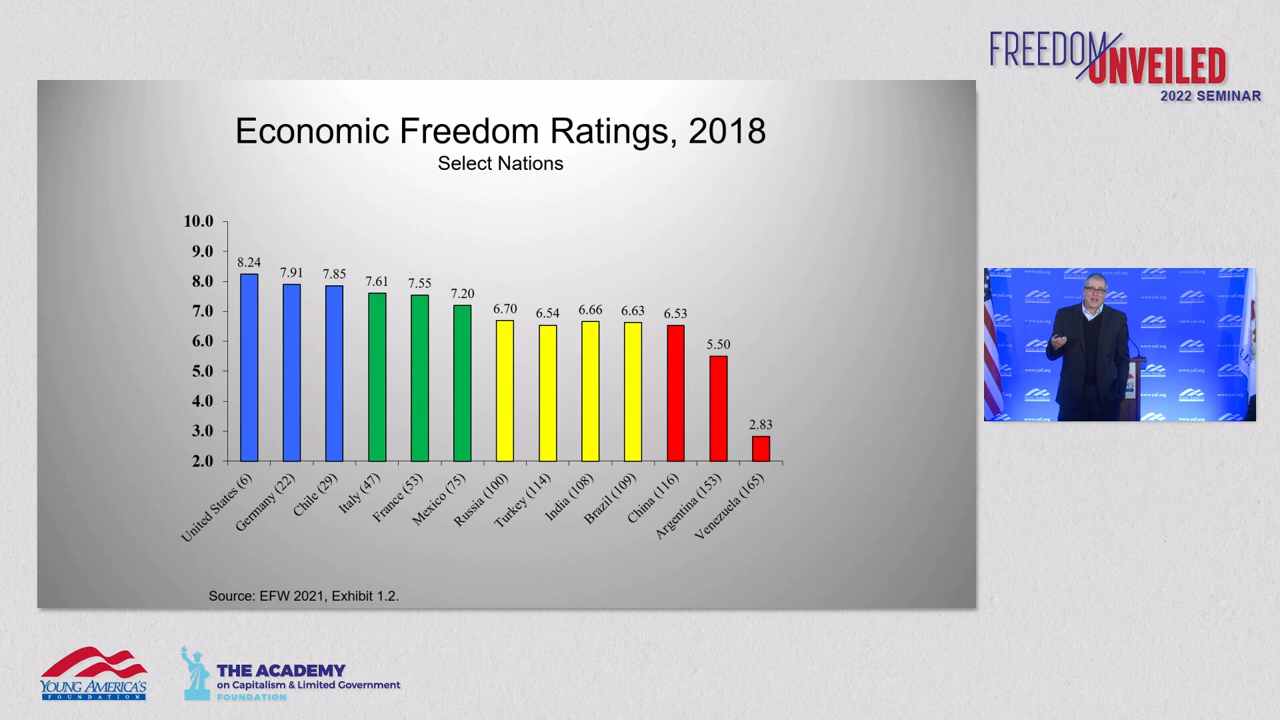 FREEDOM
UNVEILED
2022 SEMINAR
Economic Freedom Ratings, 2018
Select Nations
10.0
9.0
8.0
7.0
6.0
5.0
4.0
3.0
2.0
8.24
7.91
7.85
7.61
7.55
7.20
6.70
6.54
6.66
6.63
6.53
5.50
2.83
United States (6)
Germany (22)
Chile (29)
Italy (47)
France (53)
Mexico (75)
Russia (100)
Turkey (114)
India (108)
Brazil (109)
China (116)
Argentina (153)
Venezuela (165)
Source: EFW 2021, Exhibit 1.2.
www.yaf.org
YOUNG AMERICA'S
FOUNDATION
THE ACADEMY
on Capitalism & Limited Government
FOUNDATION